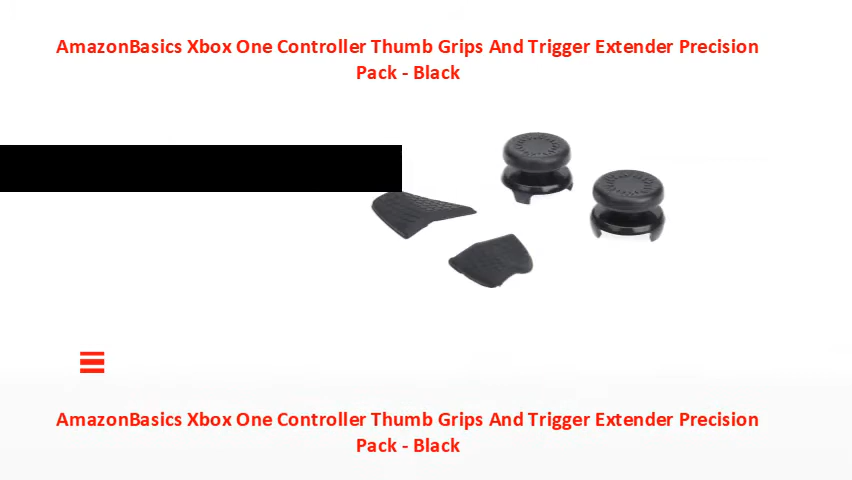 AmazonBasics Xbox One Controller Thumb Grips And Trigger Extender Precision
Pack - Black
AmazonBasics Xbox One Controller Thumb Grips And Trigger Extender Precision
Pack - Black